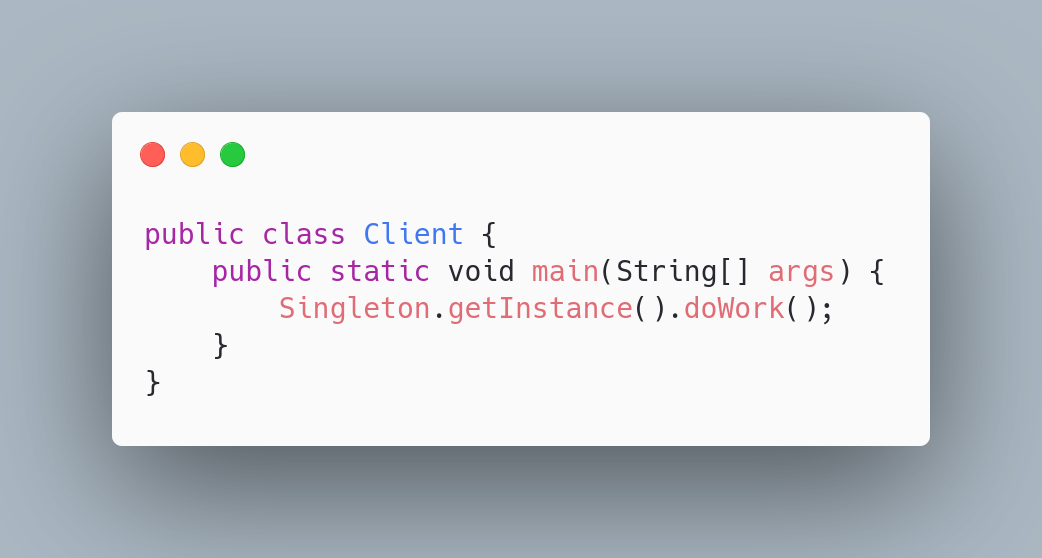 public class Client {
    public static void main(String[] args) {
        Singleton.getInstance().doWork();
    }
}